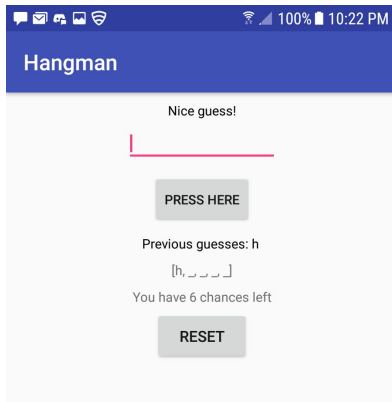 100% 10:22 PM
Hangman
Nice guess!
PRESS HERE
Previous guesses: h
[h, _, _, _, _]
You have 6 chances left
RESET